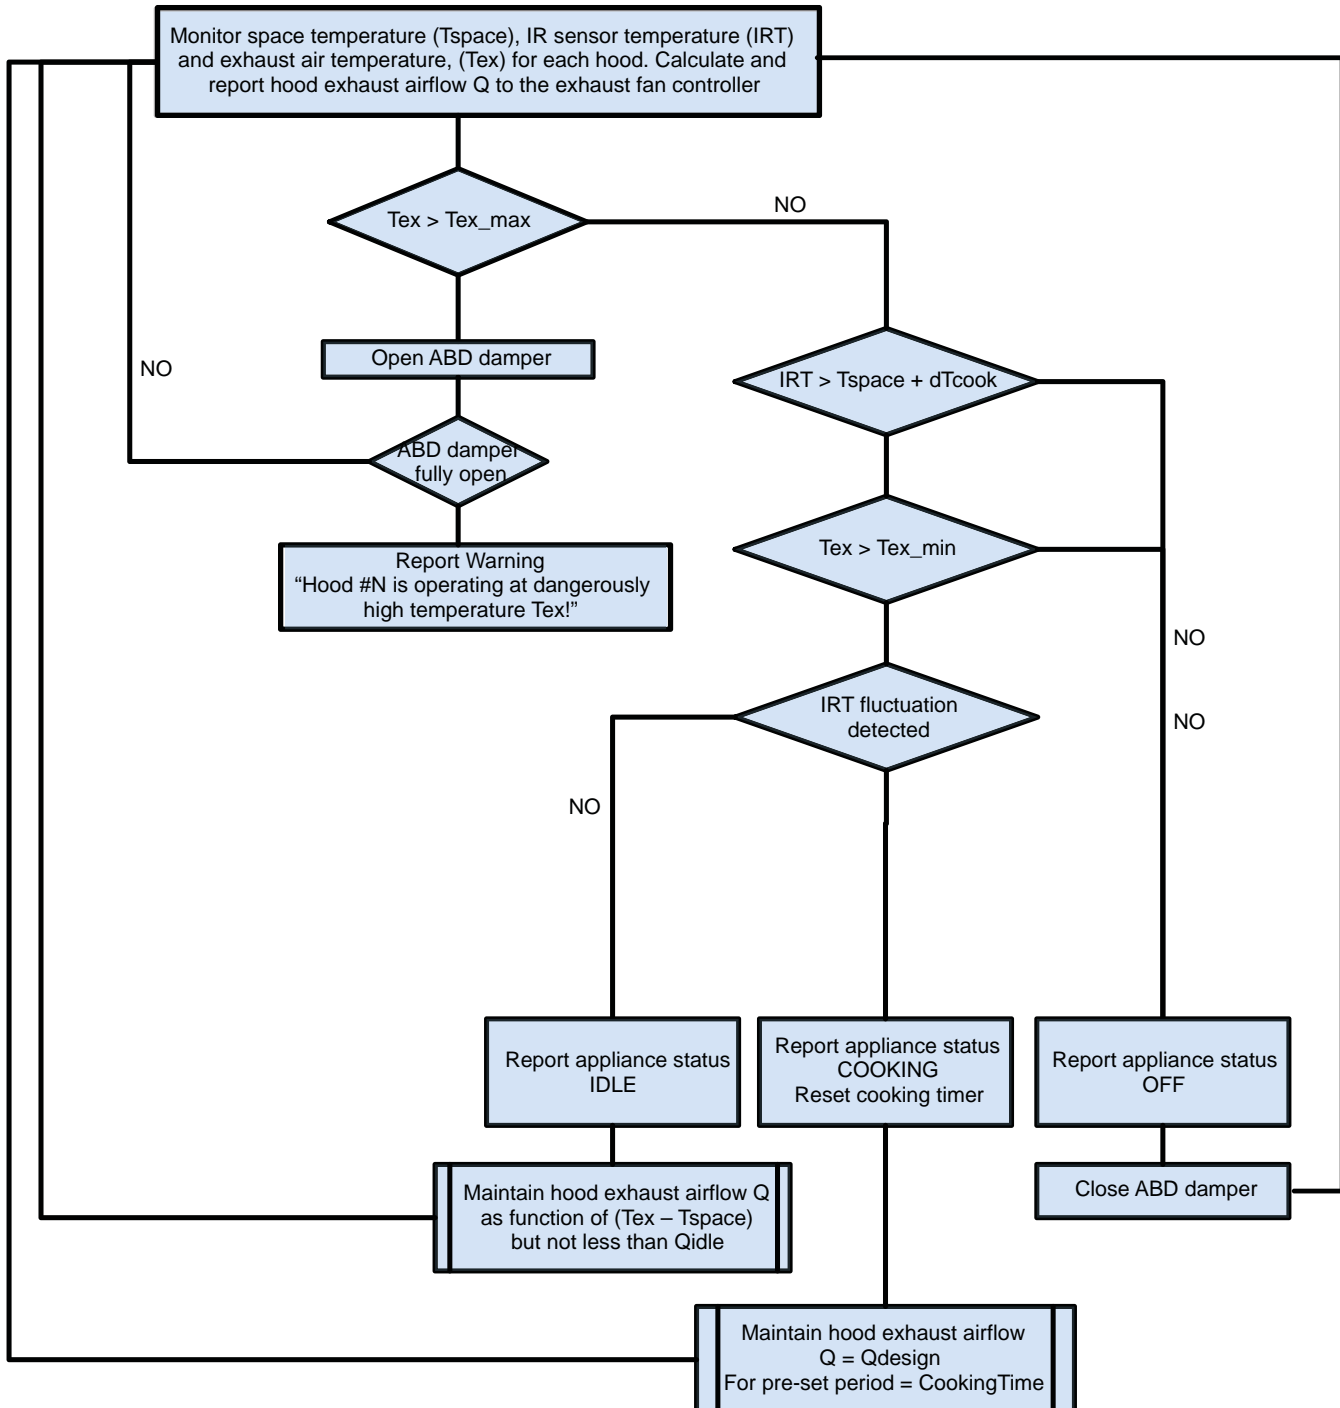 Monitor space temperature (Tspace), IR sensor temperature (IRT)
and exhaust air temperature, (Tex) for each hood. Calculate and
report hood exhaust airflow Q to the exhaust fan controller
Tex > Tex_max
NO
Open ABD damper
NO
IRT > Tspace + dTcook
ABD damper
fully open
Tex > Tex_min
Report Warning
“Hood #N is operating at dangerously
high temperature Tex!”
NO
IRT fluctuation
detected
NO
NO
Report appliance status
IDLE
Report appliance status
COOKING
Reset cooking timer
Report appliance status
OFF
Maintain hood exhaust airflow Q
as function of (Tex – Tspace)
but not less than Qidle
Close ABD damper
Maintain hood exhaust airflow
Q = Qdesign
For pre-set period = CookingTime